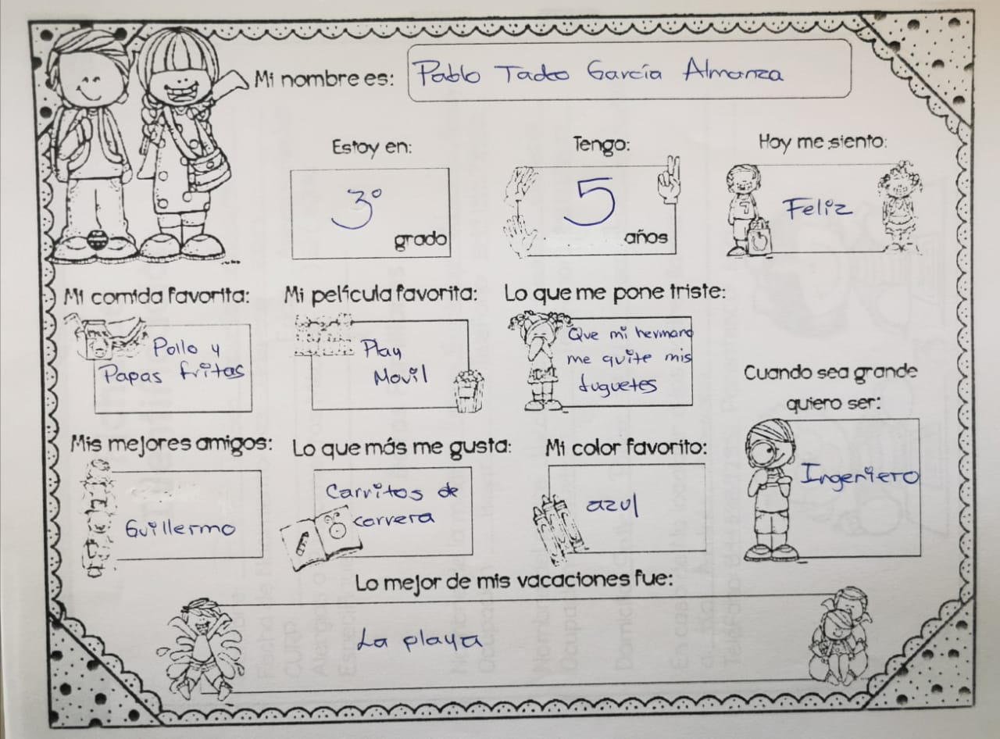 Mi nombre es: Pablo Tadeo García Almanza
Estoy en:
3°
grado
Tengo:
5
años
Hoy me siento:
Feliz
Mi comida favorita:
Pollo y
Papas fritas
Mi película favorita:
Play
Movil
Lo que me pone triste:
Que mi hermano
me quite mis
juguetes
Cuando sea grande
quiero ser:
Ingeniero
Mis mejores amigos:
Guillermo
Lo que más me gusta:
Carritos de
carrera
Mi color favorito:
azul
Lo mejor de mis vacaciones fue:
La playa